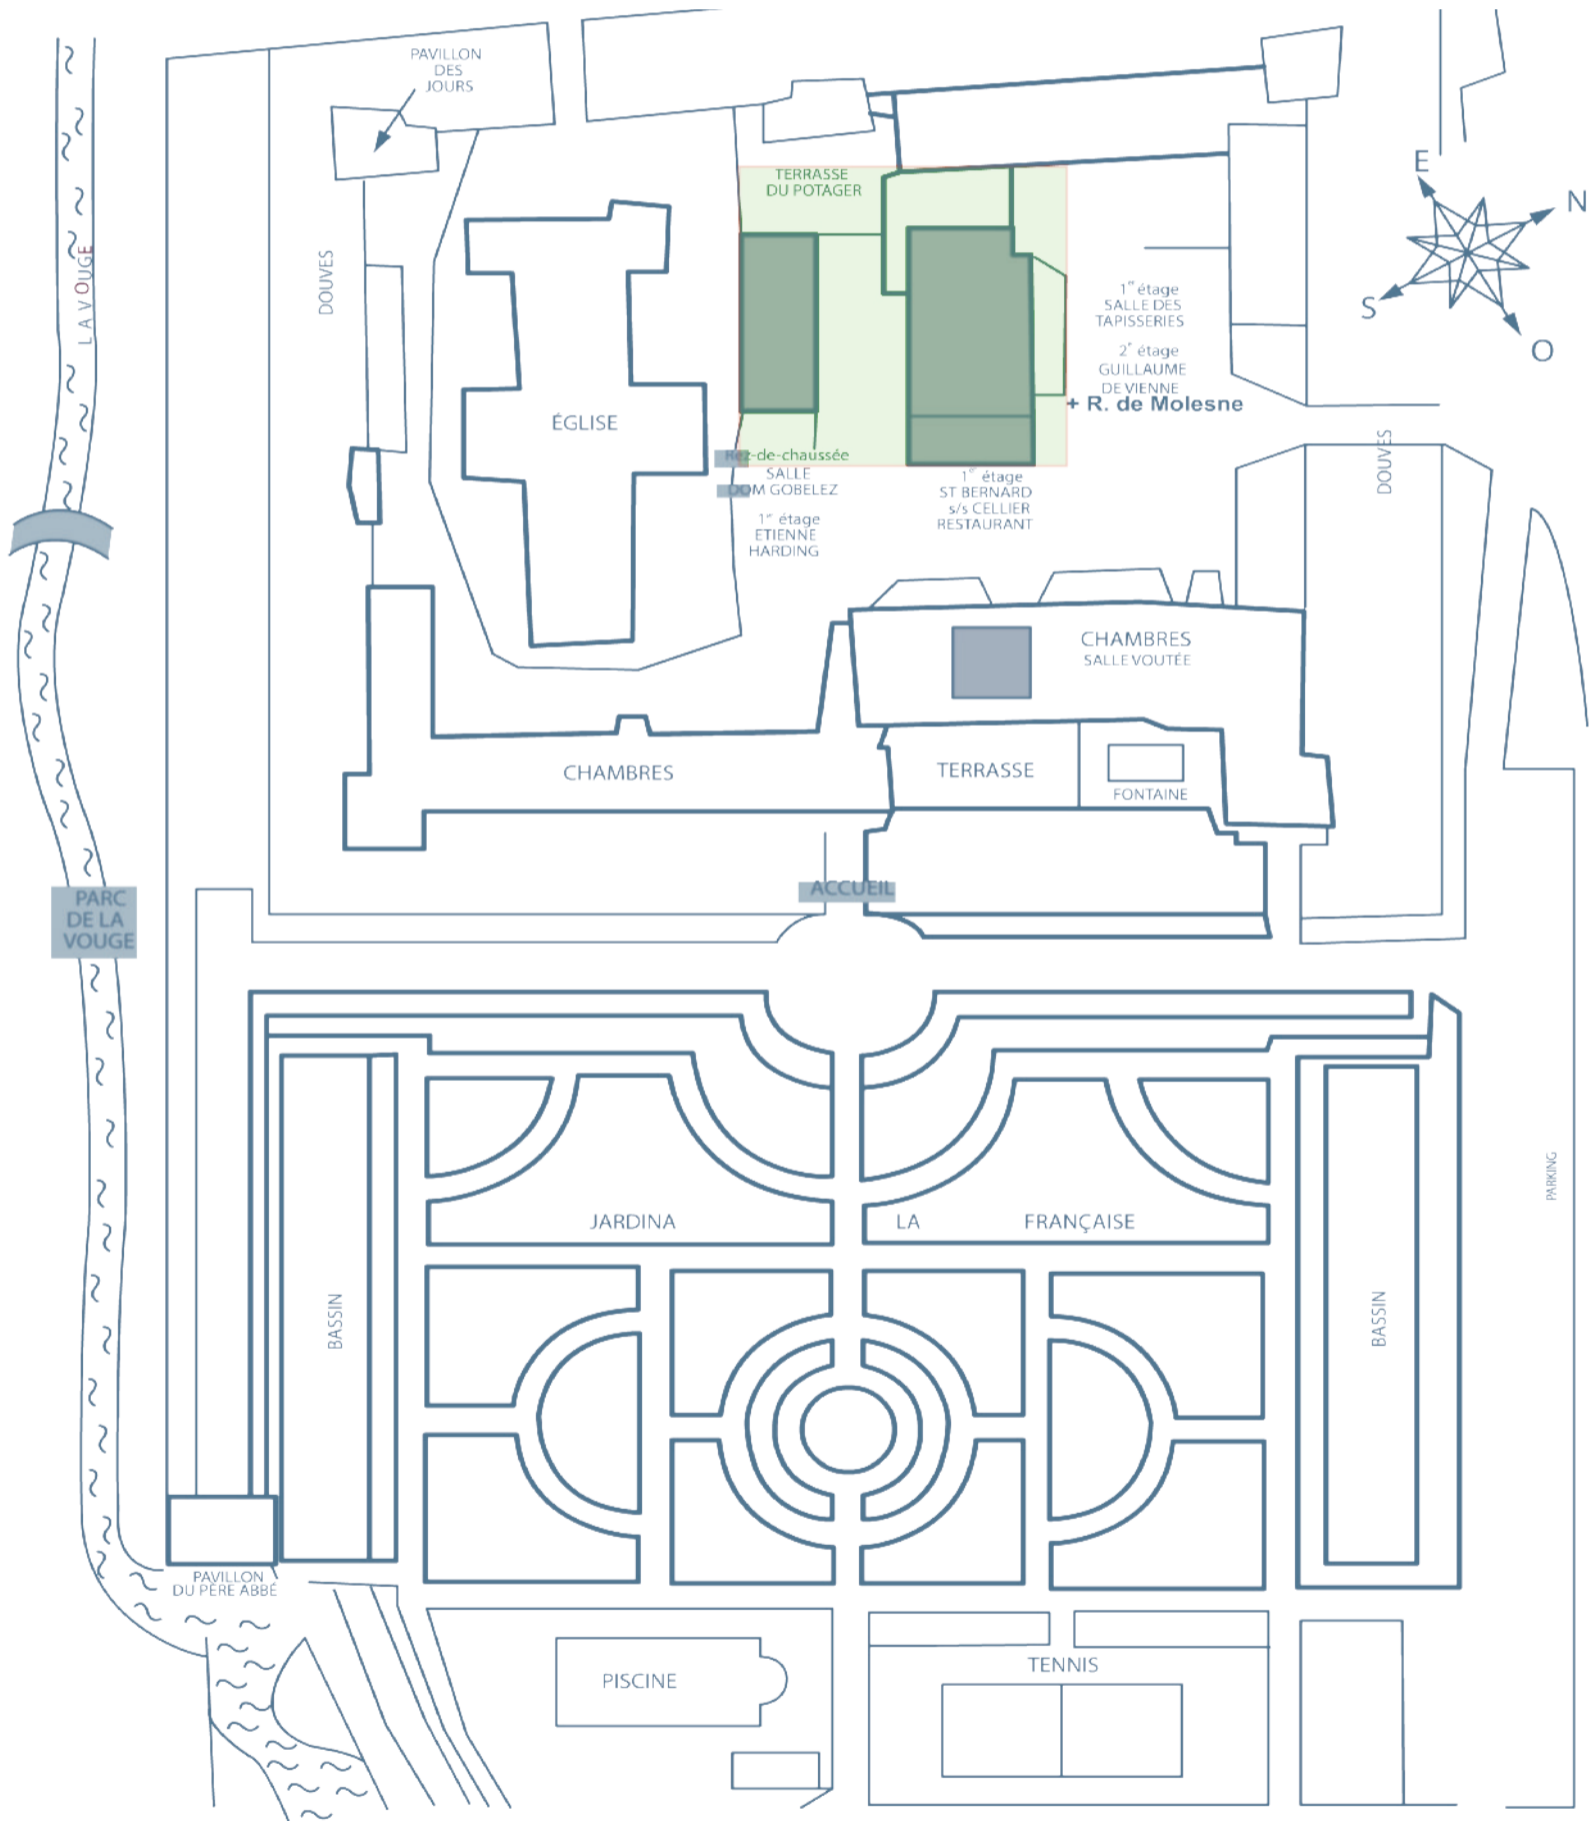 PAVILLON
DES
JOURS
E
N
S
O
LA VOUGE
DOUVES
TERRASSE
DU POTAGER
1er étage
SALLE DES
TAPISSERIES
2e étage
GUILLAUME
DE VIENNE
+ R. de Molesne
ÉGLISE
Rez-de-chaussée
SALLE
DOM GOBELEZ
1er étage
ETIENNE
HARDING
1er étage
ST BERNARD
s/s CELLIER
RESTAURANT
DOUVES
CHAMBRES
SALLE VOUTÉE
CHAMBRES
TERRASSE
FONTAINE
ACCUEIL
PARC
DE LA
VOUGE
JARDINA LA FRANÇAISE
PARKING
BASSIN
BASSIN
PAVILLON
DU PÈRE ABBÉ
PISCINE
TENNIS